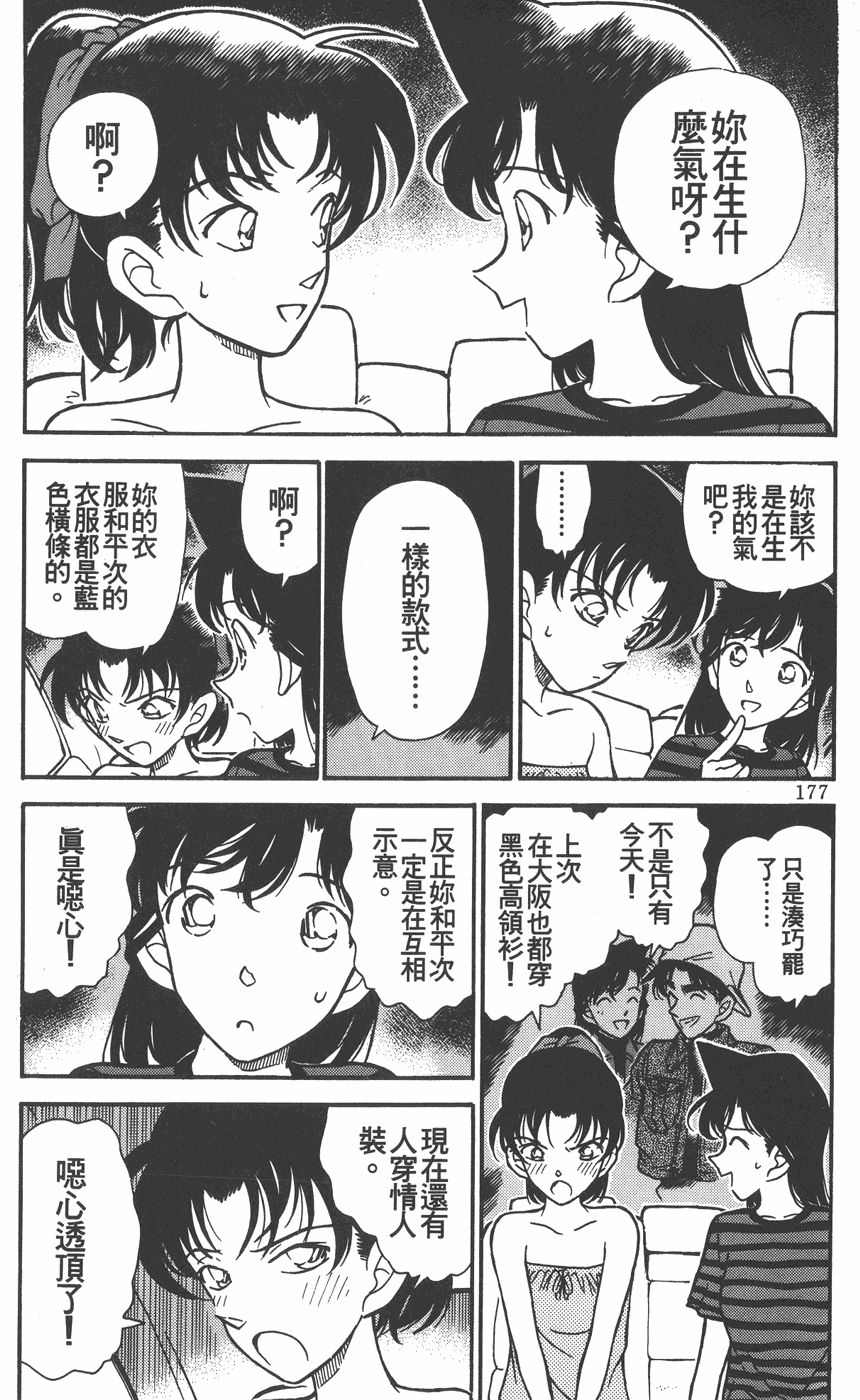 妳在生什
麼氣呀？
啊？
妳該不
是在生
我的氣
吧？
………
一樣的款式……
啊？
妳的衣
服和平次的
衣服都是藍
色橫條的。
177
只是湊巧罷
了……
不是只有
今天！
上次
在大阪也都穿
黑色高領衫！
反正妳和平次
一定是在互相
示意。
眞是噁心！
現在還有
人穿情人
裝。
噁心透頂了！